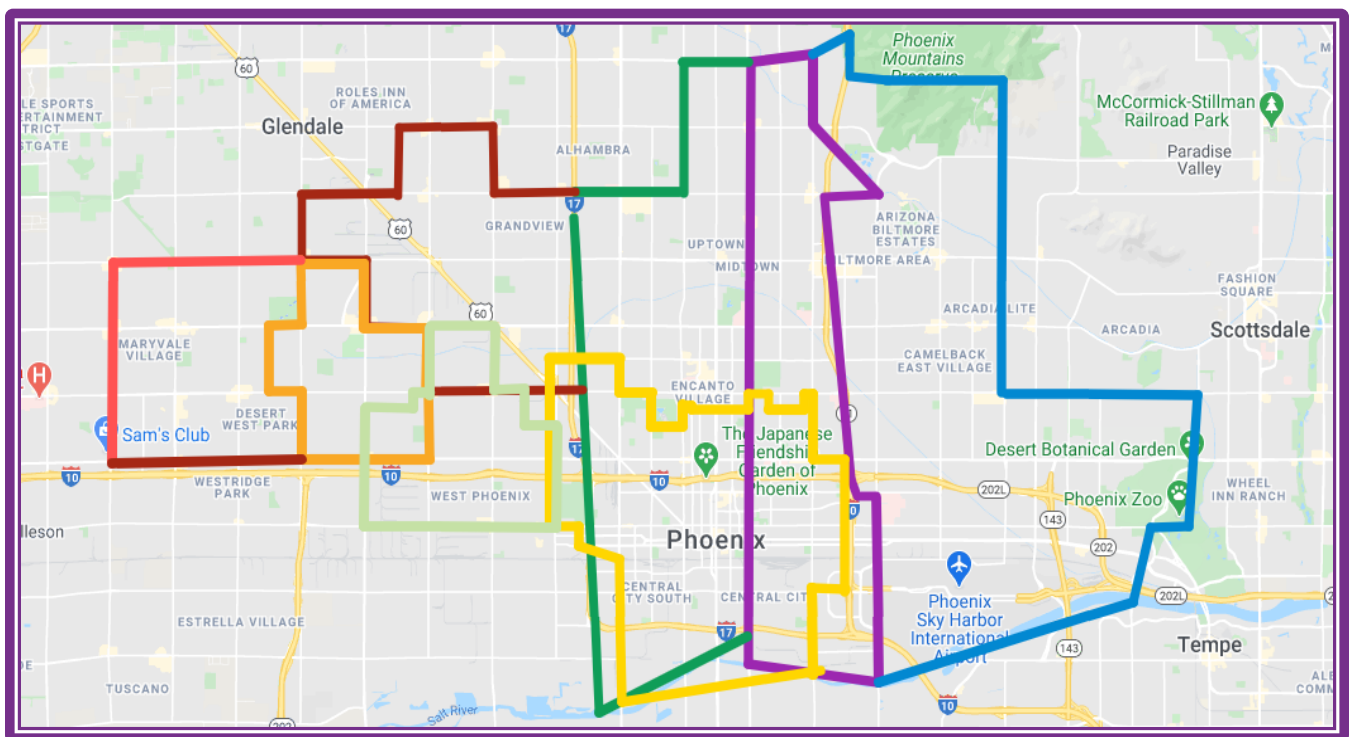 17
Phoenix
Mountains
Preserve
60
ROLES INN
OF AMERICA
LE SPORTS
ERTAINMENT
TRICT
STGATE
McCormick-Stillman
Railroad Park
Glendale
ALHAMBRA
Paradise
Valley
17
GRANDVIEW
60
ARIZONA
BILTMORE
ESTATES
UPTOWN
MIDTOWN
ILTMORE AREA
FASHION
SQUARE
60
ARCADIA LITE
ARCADIA
Scottsdale
MARYVALE
VILLAGE
CAMELBACK
EAST VILLAGE
H
ENCANTO
VILLAGE
DESERT
WEST PARK
Sam's Club
The Japanese
Friendship
Garden of
Phoenix
Desert Botanical Garden
10
WESTRIDGE
PARK
10
WEST PHOENIX
10
202L
Phoenix Zoo
WHEEL
INN RANCH
143
lleson
Phoenix
202
CENTRAL
CITY SOUTH
CENTRAL CIT
Phoenix
Sky Harbor
International
Airport
202L
ESTRELLA VILLAGE
17
143
Tempe
TUSCANO
Salt River
10
ALE
COMM
202